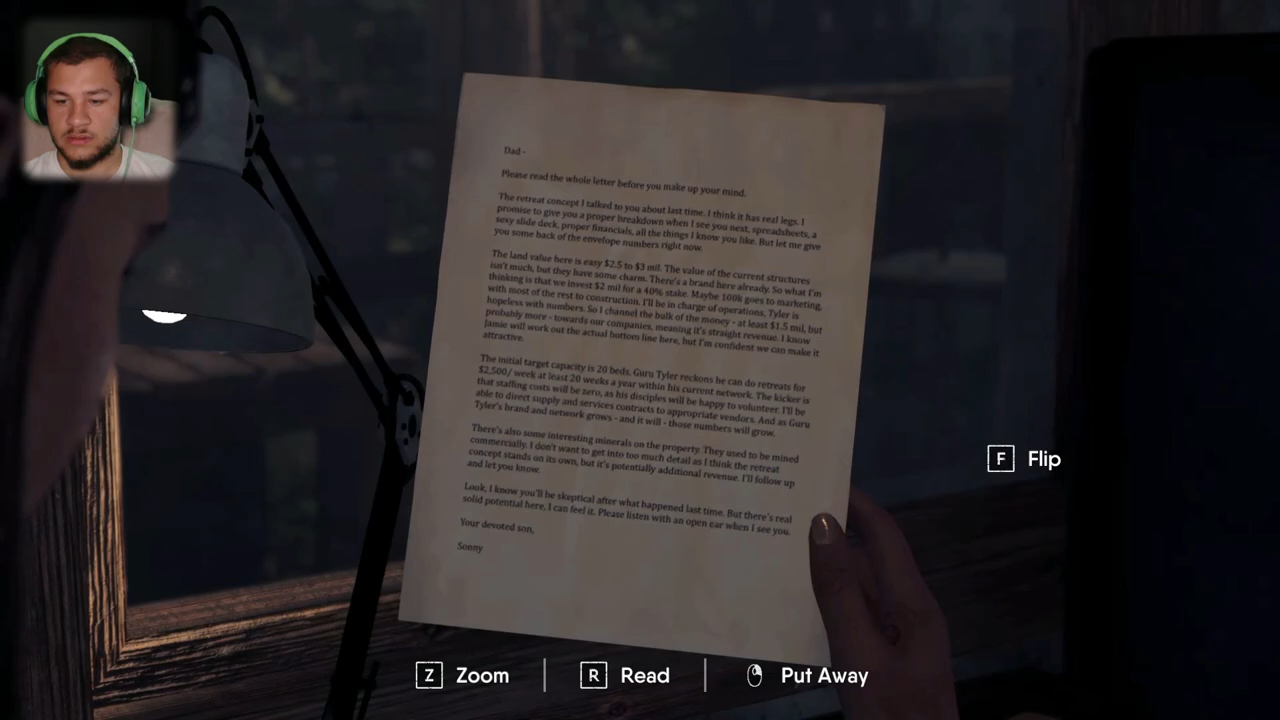 Dad -
Please read the whole letter before you make up your mind.
The retreat concept I talked to you about last time. I think it has real legs. I
promise to give you a proper breakdown when I see you next, spreadsheets, a
sexy slide deck, proper financials, all the things I know you like. But let me give
you some back of the envelope numbers right now.
The land value here is easy $2.5 to $3 mil. The value of the current structures
isn't much, but they have some charm. There's a brand here already. So what I'm
thinking is that we invest $2 mil for a 40% stake. Maybe 100k goes to marketing,
with most of the rest to construction. I'll be in charge of operations, Tyler is
hopeless with numbers. So I channel the bulk of the money - at least $1.5 mil, but
probably more - towards our companies, meaning it's straight revenue. I know
Jamie will work out the actual bottom line here, but I'm confident we can make it
attractive.
The initial target capacity is 20 beds. Guru Tyler reckons he can do retreats for
$2,500/ week at least 20 weeks a year within his current network. The kicker is
that staffing costs will be zero, as his disciples will be happy to volunteer. I'll be
able to direct supply and services contracts to appropriate vendors. And as Guru
Tyler's brand and network grows - and it will - those numbers will grow.
There's also some interesting minerals on the property. They used to be mined
commercially. I don't want to get into too much detail as I think the retreat
concept stands on its own, but it's potentially additional revenue. I'll follow up
and let you know.
Look, I know you'll be skeptical after what happened last time. But there's real
solid potential here, I can feel it. Please listen with an open ear when I see you.
Your devoted son,
Sonny
F Flip
Z Zoom R Read Put Away